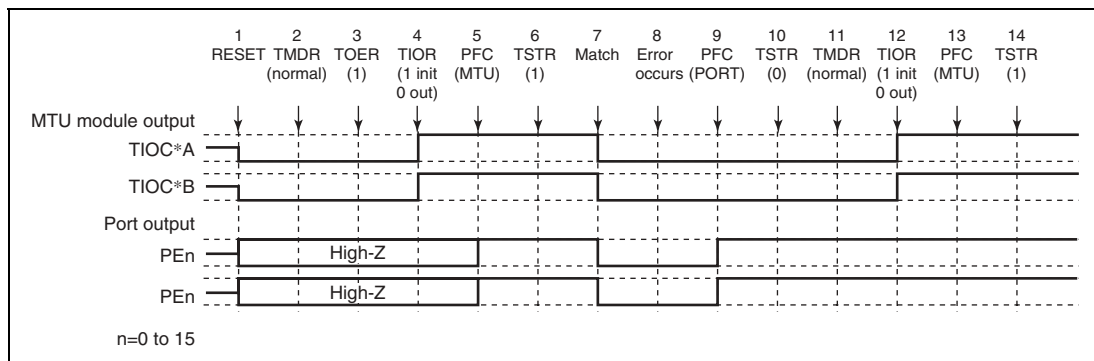 1 2 3 4 5 6 7 8 9 10 11 12 13 14
RESET TMDR TOER TIOR PFC TSTR Match Error PFC TSTR TMDR TIOR PFC TSTR
(normal) (1) (1 init (MTU) (1) occurs (PORT) (0) (normal) (1 init (MTU) (1)
0 out) 0 out)
MTU module output
TIOC*A
TIOC*B
Port output
PEn High-Z
PEn High-Z
n=0 to 15